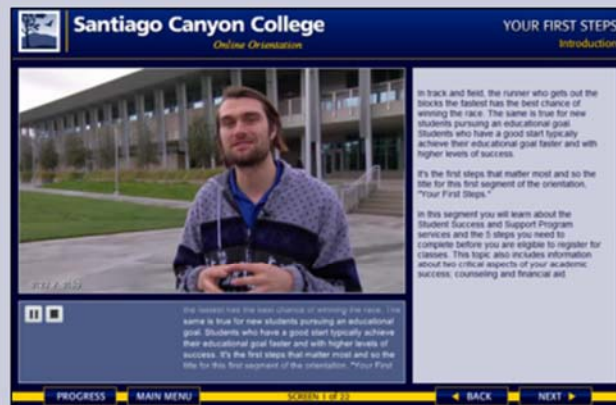 Santiago Canyon College
Online Orientation
YOUR FIRST STEPS
Introduction
In track and field, the runner who gets out the
blocks the fastest has the best chance of
winning the race. The same is true for new
students pursuing an educational goal.
Students who have a good start typically
achieve their educational goal faster and with
higher levels of success.
It's the first steps that matter most and so the
title for this first segment of the orientation,
"Your First Steps."
In this segment you will learn about the
Student Success and Support Program
services and the 5 steps you need to
complete before you are eligible to register for
classes. This topic also includes information
about two critical aspects of your academic
success; counseling and financial aid
the fastest has the best chance of winning the race. The
same is true for new students pursuing an educational
goal. Students who have a good start typically achieve
their educational goal faster and with higher levels of
success. It's the first steps that matter most and so the
title for this first segment of the orientation, "Your First
PROGRESS
MAIN MENU
SCREEN 1 of 22
BACK
NEXT